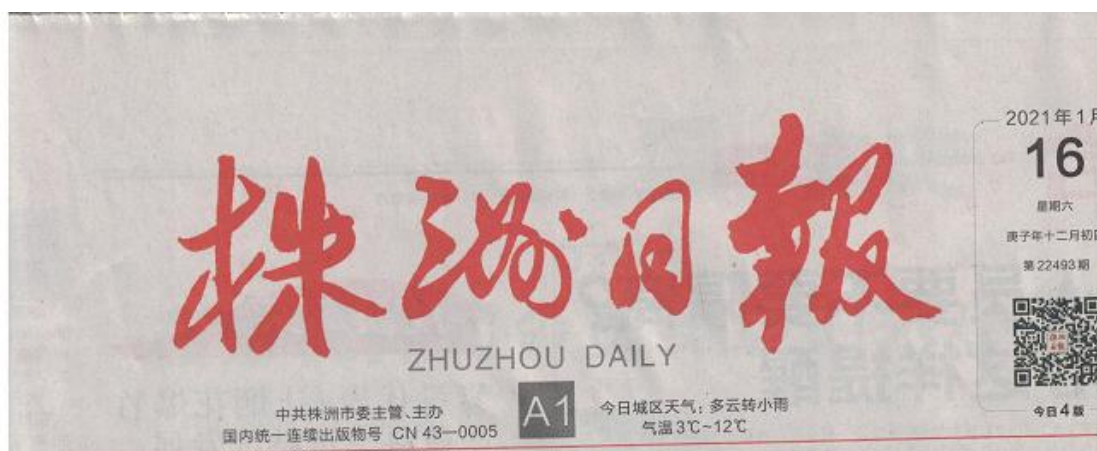 株洲日報
ZHUZHOU DAILY
中共株洲市委主管、主办
国内统一连续出版物号 CN 43—0005
A1
今日城区天气：多云转小雨
气温3℃~12℃
2021年1月
16
星期六
庚子年十二月初四
第22493期
今日4版